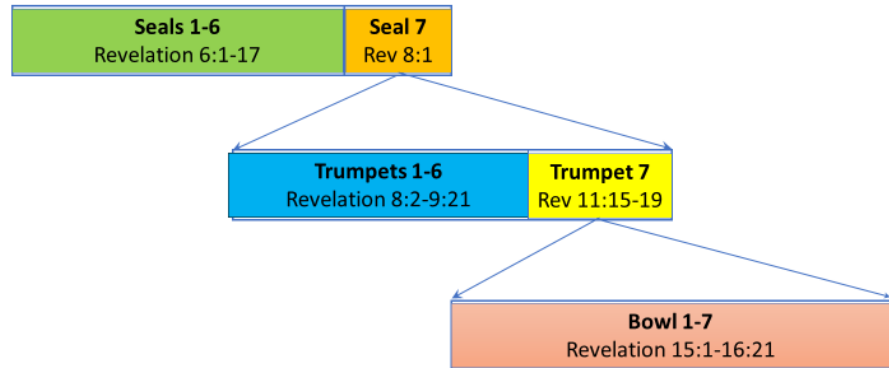 Seals 1-6
Revelation 6:1-17
Seal 7
Rev 8:1
Trumpets 1-6
Revelation 8:2-9:21
Trumpet 7
Rev 11:15-19
Bowl 1-7
Revelation 15:1-16:21